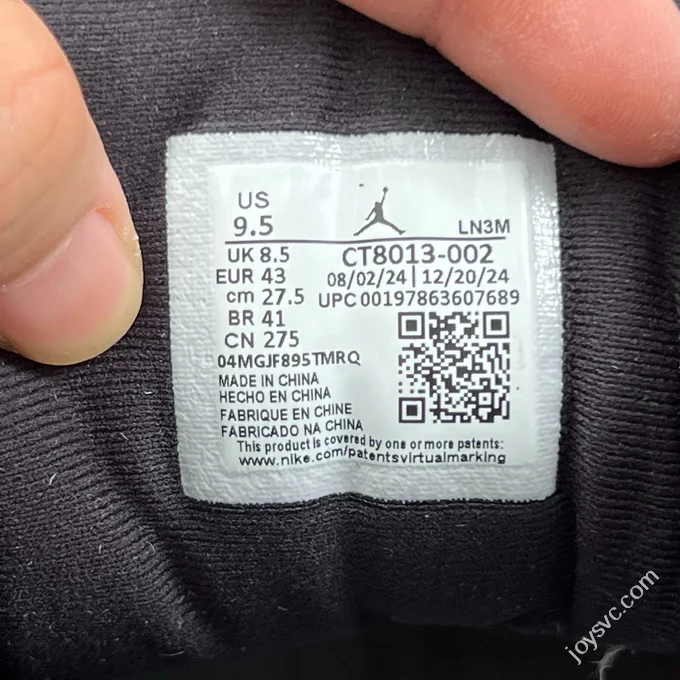 US
9.5
LN3M
UK 8.5
CT8013-002
EUR 43
08/02/24 | 12/20/24
cm 27.5
UPC 00197863607689
BR 41
CN 275
04MGJF895TMRQ
MADE IN CHINA
HECHO EN CHINA
FABRIQUE EN CHINE
FABRICADO NA CHINA
This product is covered by one or more patents:
www.nike.com/patentsvirtualmarking
joysvc.com